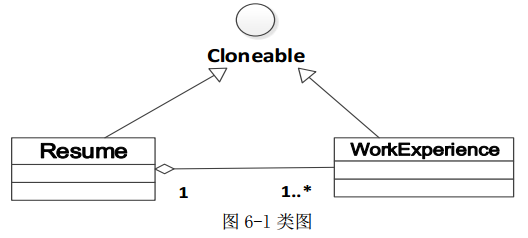 Cloneable
Resume
WorkExperience
1
1..*
图 6-1 类图